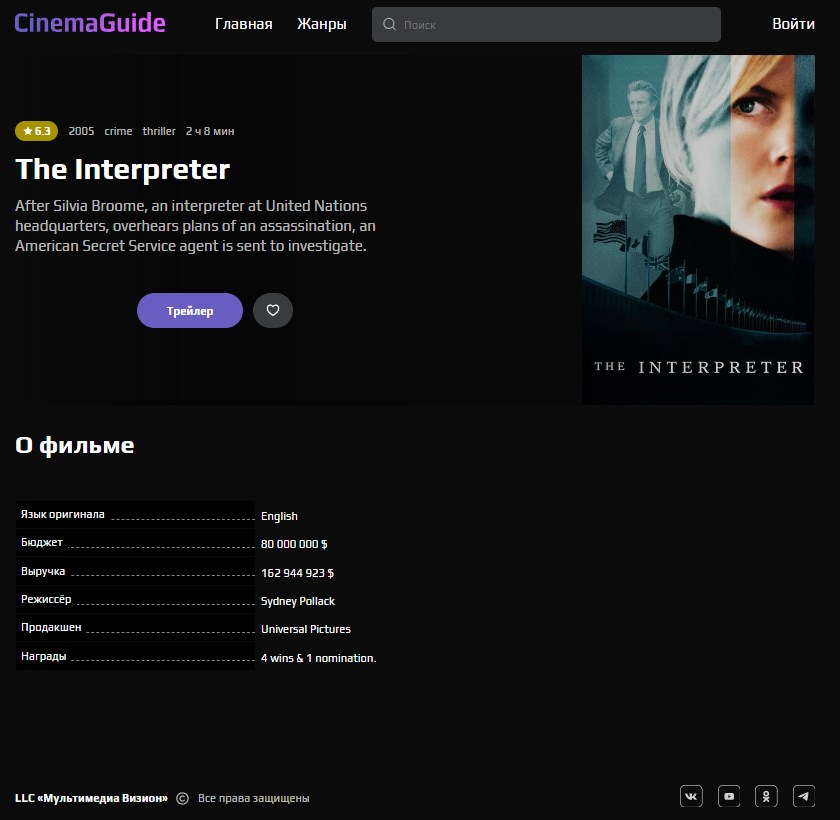 CinemaGuide
Главная Жанры Поиск Войти
6.3 2005 crime thriller 2 ч 8 мин
The Interpreter
After Silvia Broome, an interpreter at United Nations
headquarters, overhears plans of an assassination, an
American Secret Service agent is sent to investigate.
Трейлер
THE INTERPRETER
О фильме
Язык оригинала English
Бюджет 80 000 000 $
Выручка 162 944 923 $
Режиссёр Sydney Pollack
Продакшен Universal Pictures
Награды 4 wins & 1 nomination.
LLC «Мультимедиа Визион» © Все права защищены